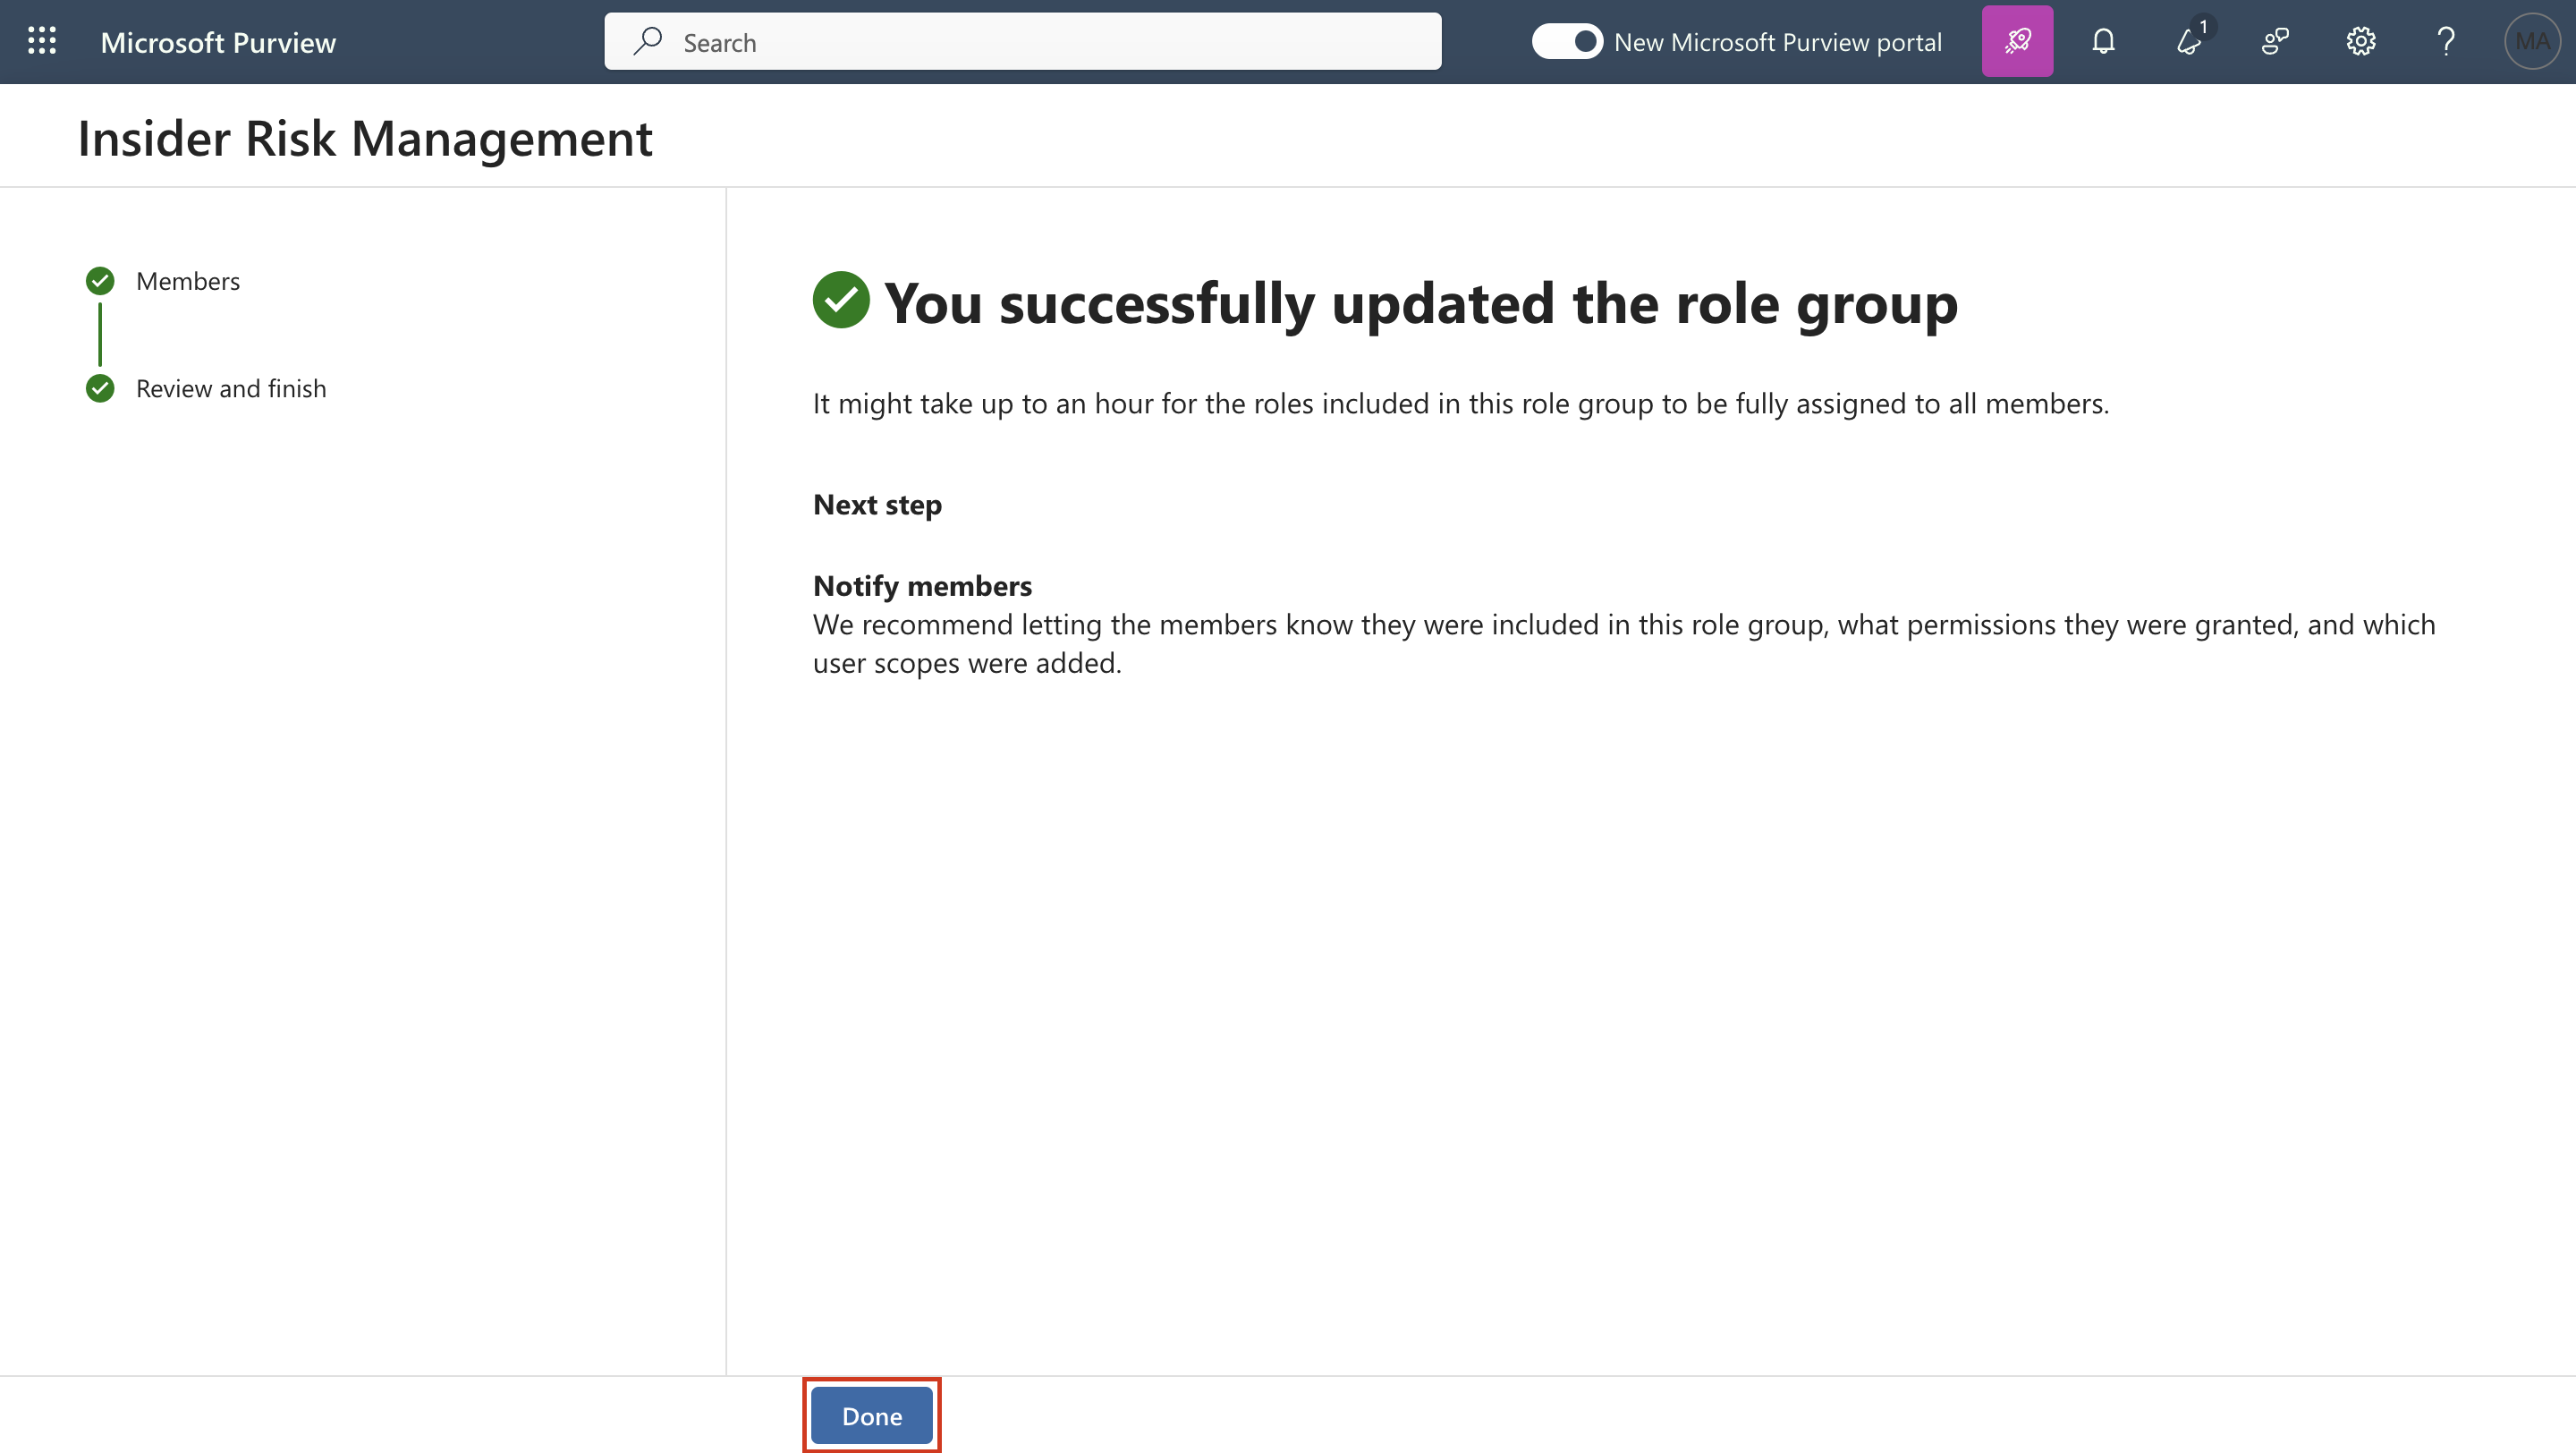 Microsoft Purview
Search
New Microsoft Purview portal
1
MA
Insider Risk Management
Members
Review and finish
You successfully updated the role group
It might take up to an hour for the roles included in this role group to be fully assigned to all members.
Next step
Notify members
We recommend letting the members know they were included in this role group, what permissions they were granted, and which
user scopes were added.
Done